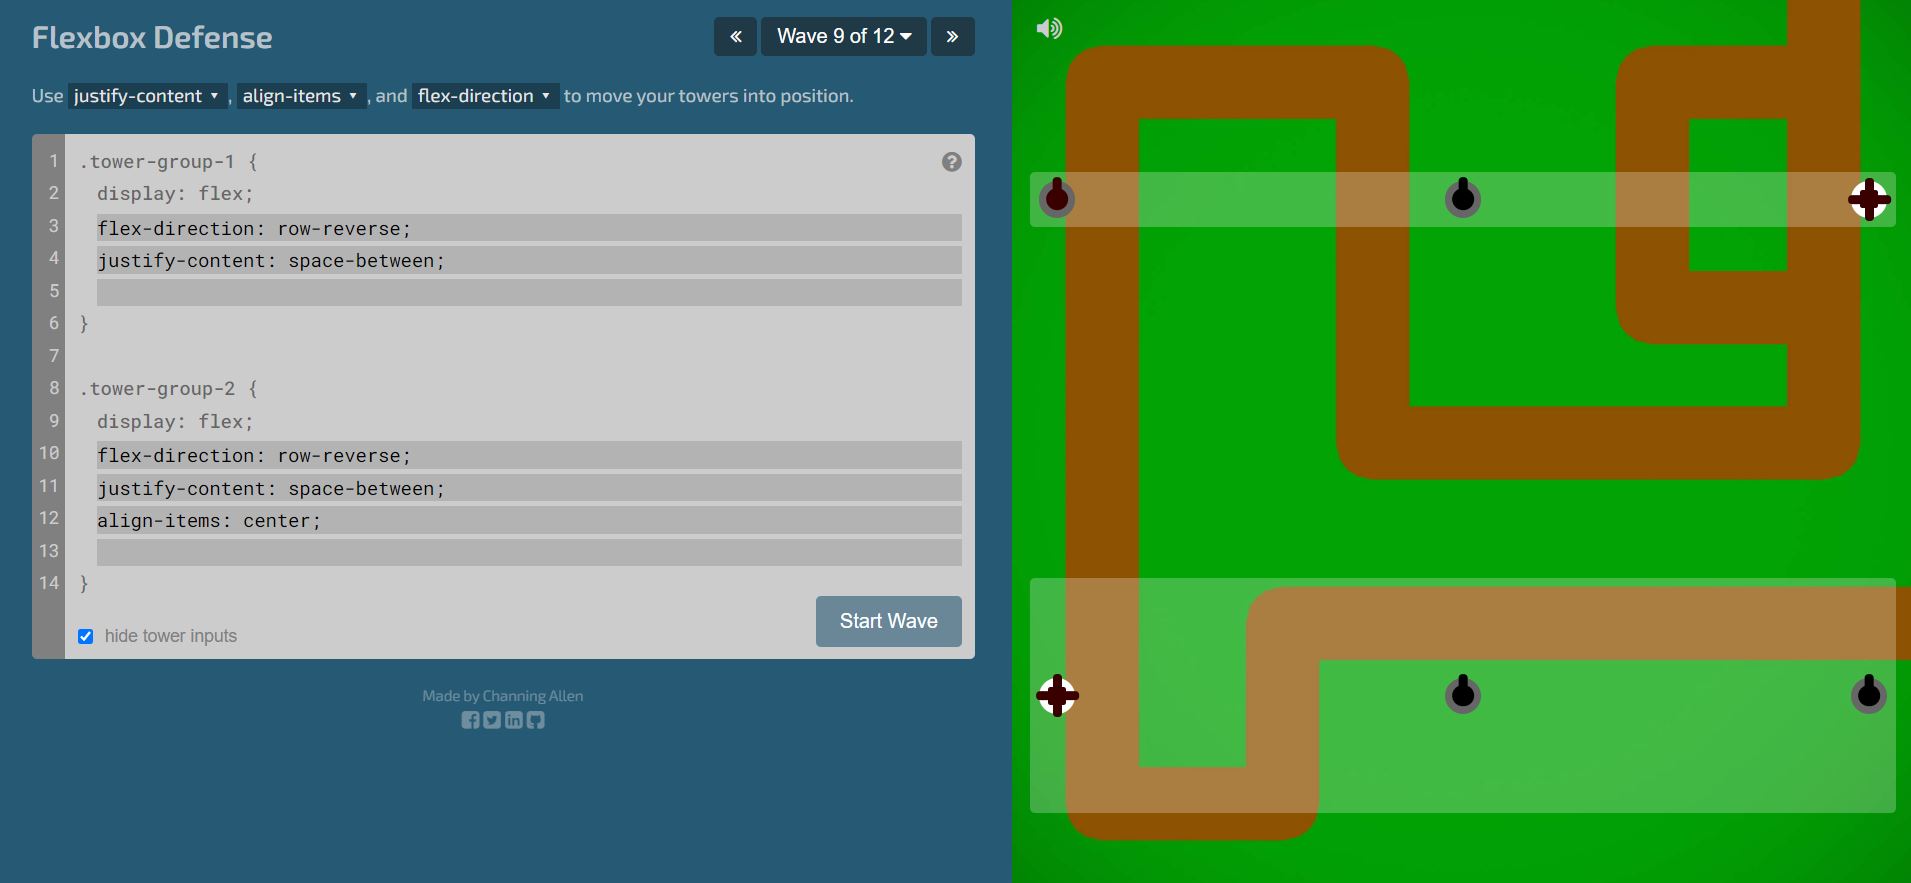 Flexbox Defense
« Wave 9 of 12 »
Use justify-content , align-items , and flex-direction to move your towers into position.
1 .tower-group-1 {
2 display: flex;
3 flex-direction: row-reverse;
4 justify-content: space-between;
5
6 }
7
8 .tower-group-2 {
9 display: flex;
10 flex-direction: row-reverse;
11 justify-content: space-between;
12 align-items: center;
13
14 }
hide tower inputs
Start Wave
Made by Channing Allen